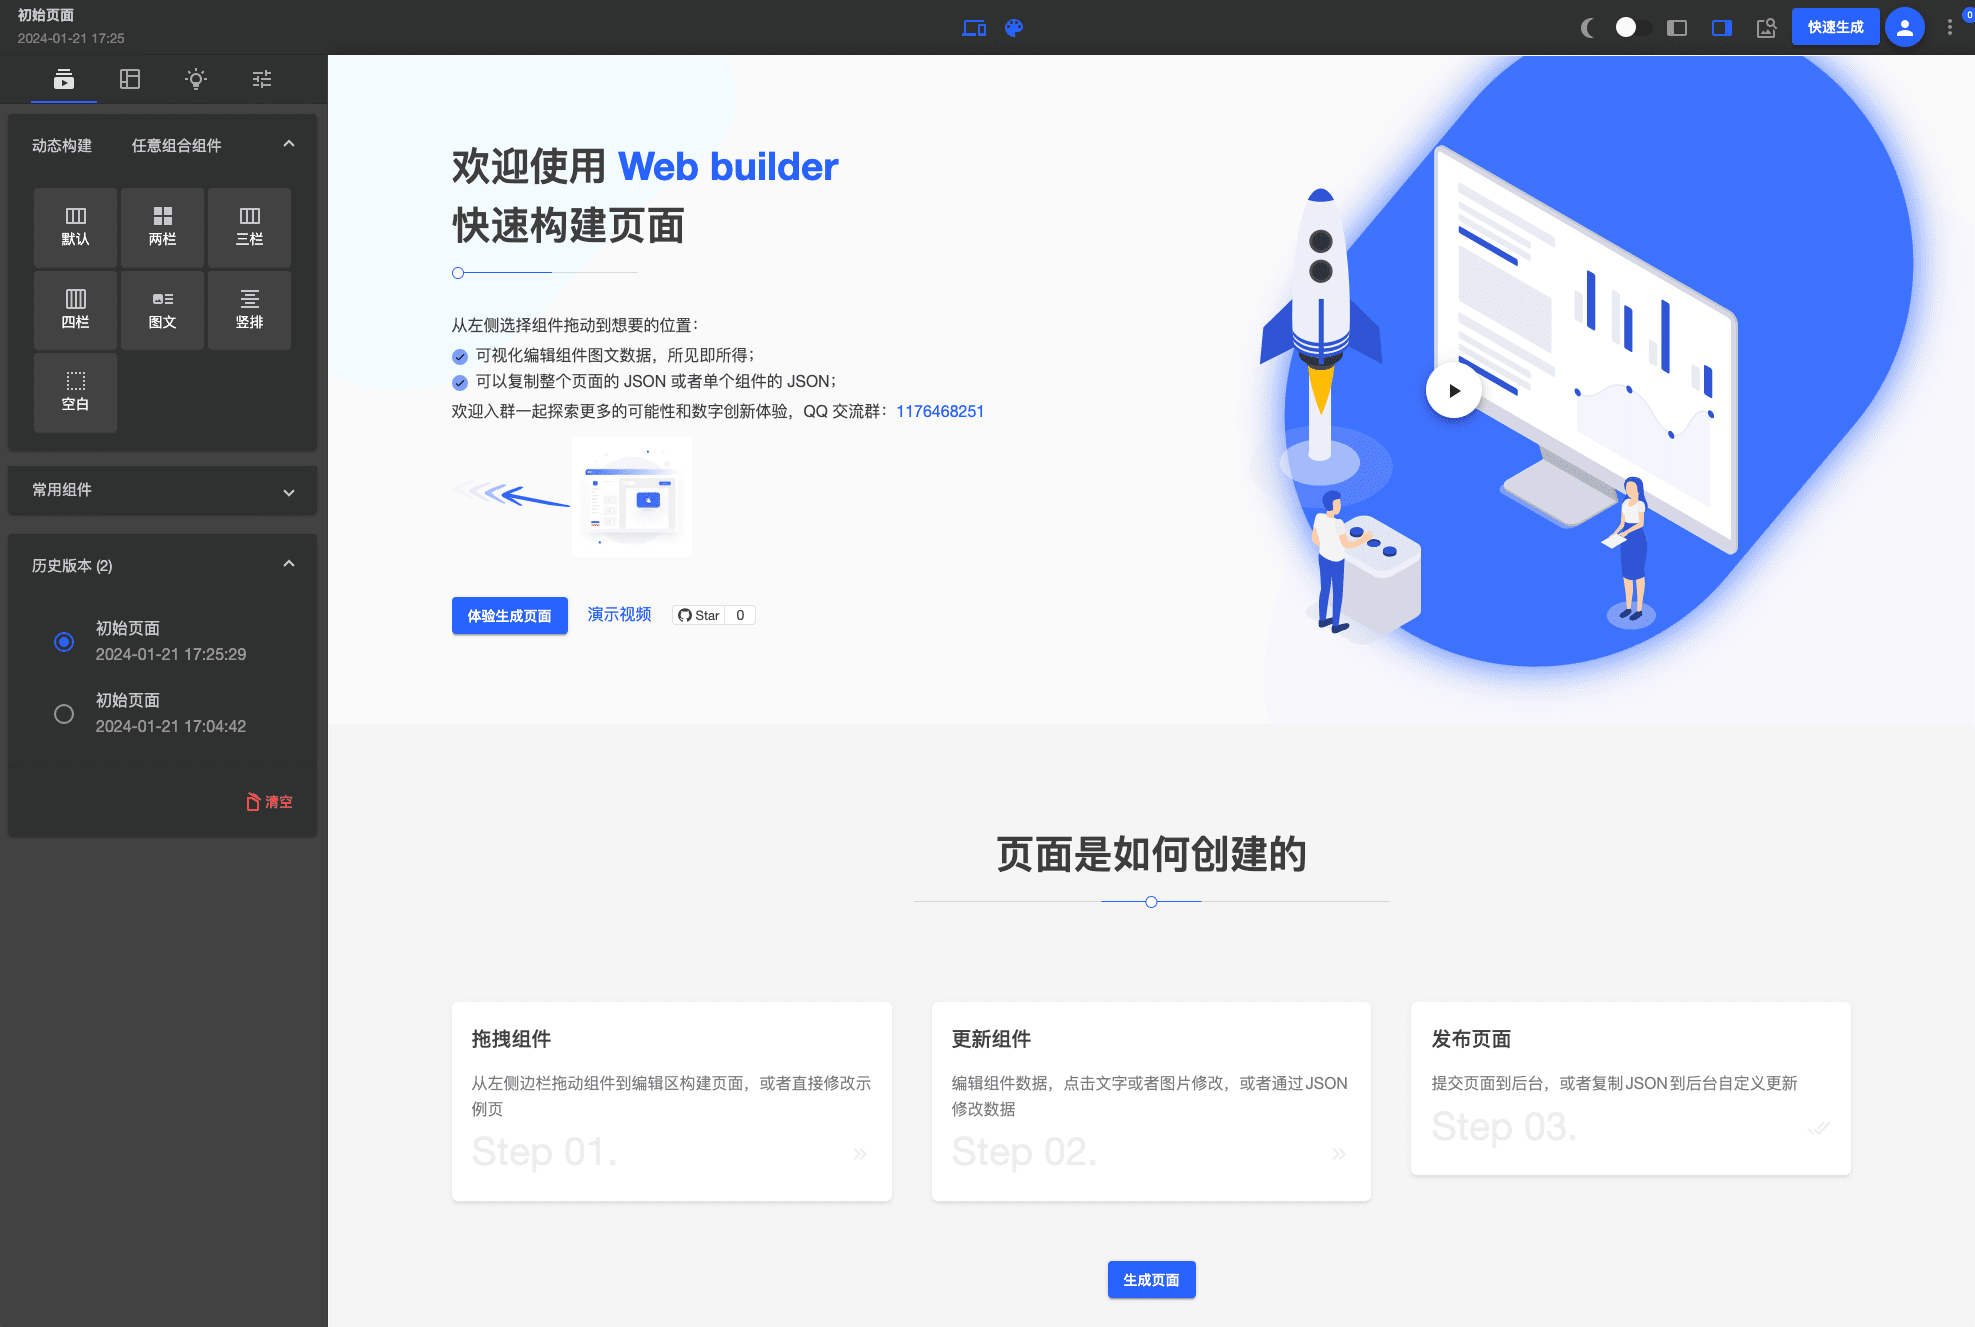 初始页面
2024-01-21 17:25
快速生成
0
动态构建 任意组合组件
默认 两栏 三栏
四栏 图文 竖排
空白
常用组件
历史版本 (2)
初始页面
2024-01-21 17:25:29
初始页面
2024-01-21 17:04:42
清空
欢迎使用 Web builder
快速构建页面
从左侧选择组件拖动到想要的位置：
可视化编辑组件图文数据，所见即所得；
可以复制整个页面的 JSON 或者单个组件的 JSON；
欢迎入群一起探索更多的可能性和数字创新体验，QQ 交流群：1176468251
体验生成页面 演示视频 Star 0
页面是如何创建的
拖拽组件
从左侧边栏拖动组件到编辑区构建页面，或者直接修改示
例页
Step 01.
更新组件
编辑组件数据，点击文字或者图片修改，或者通过JSON
修改数据
Step 02.
发布页面
提交页面到后台，或者复制JSON到后台自定义更新
Step 03.
生成页面